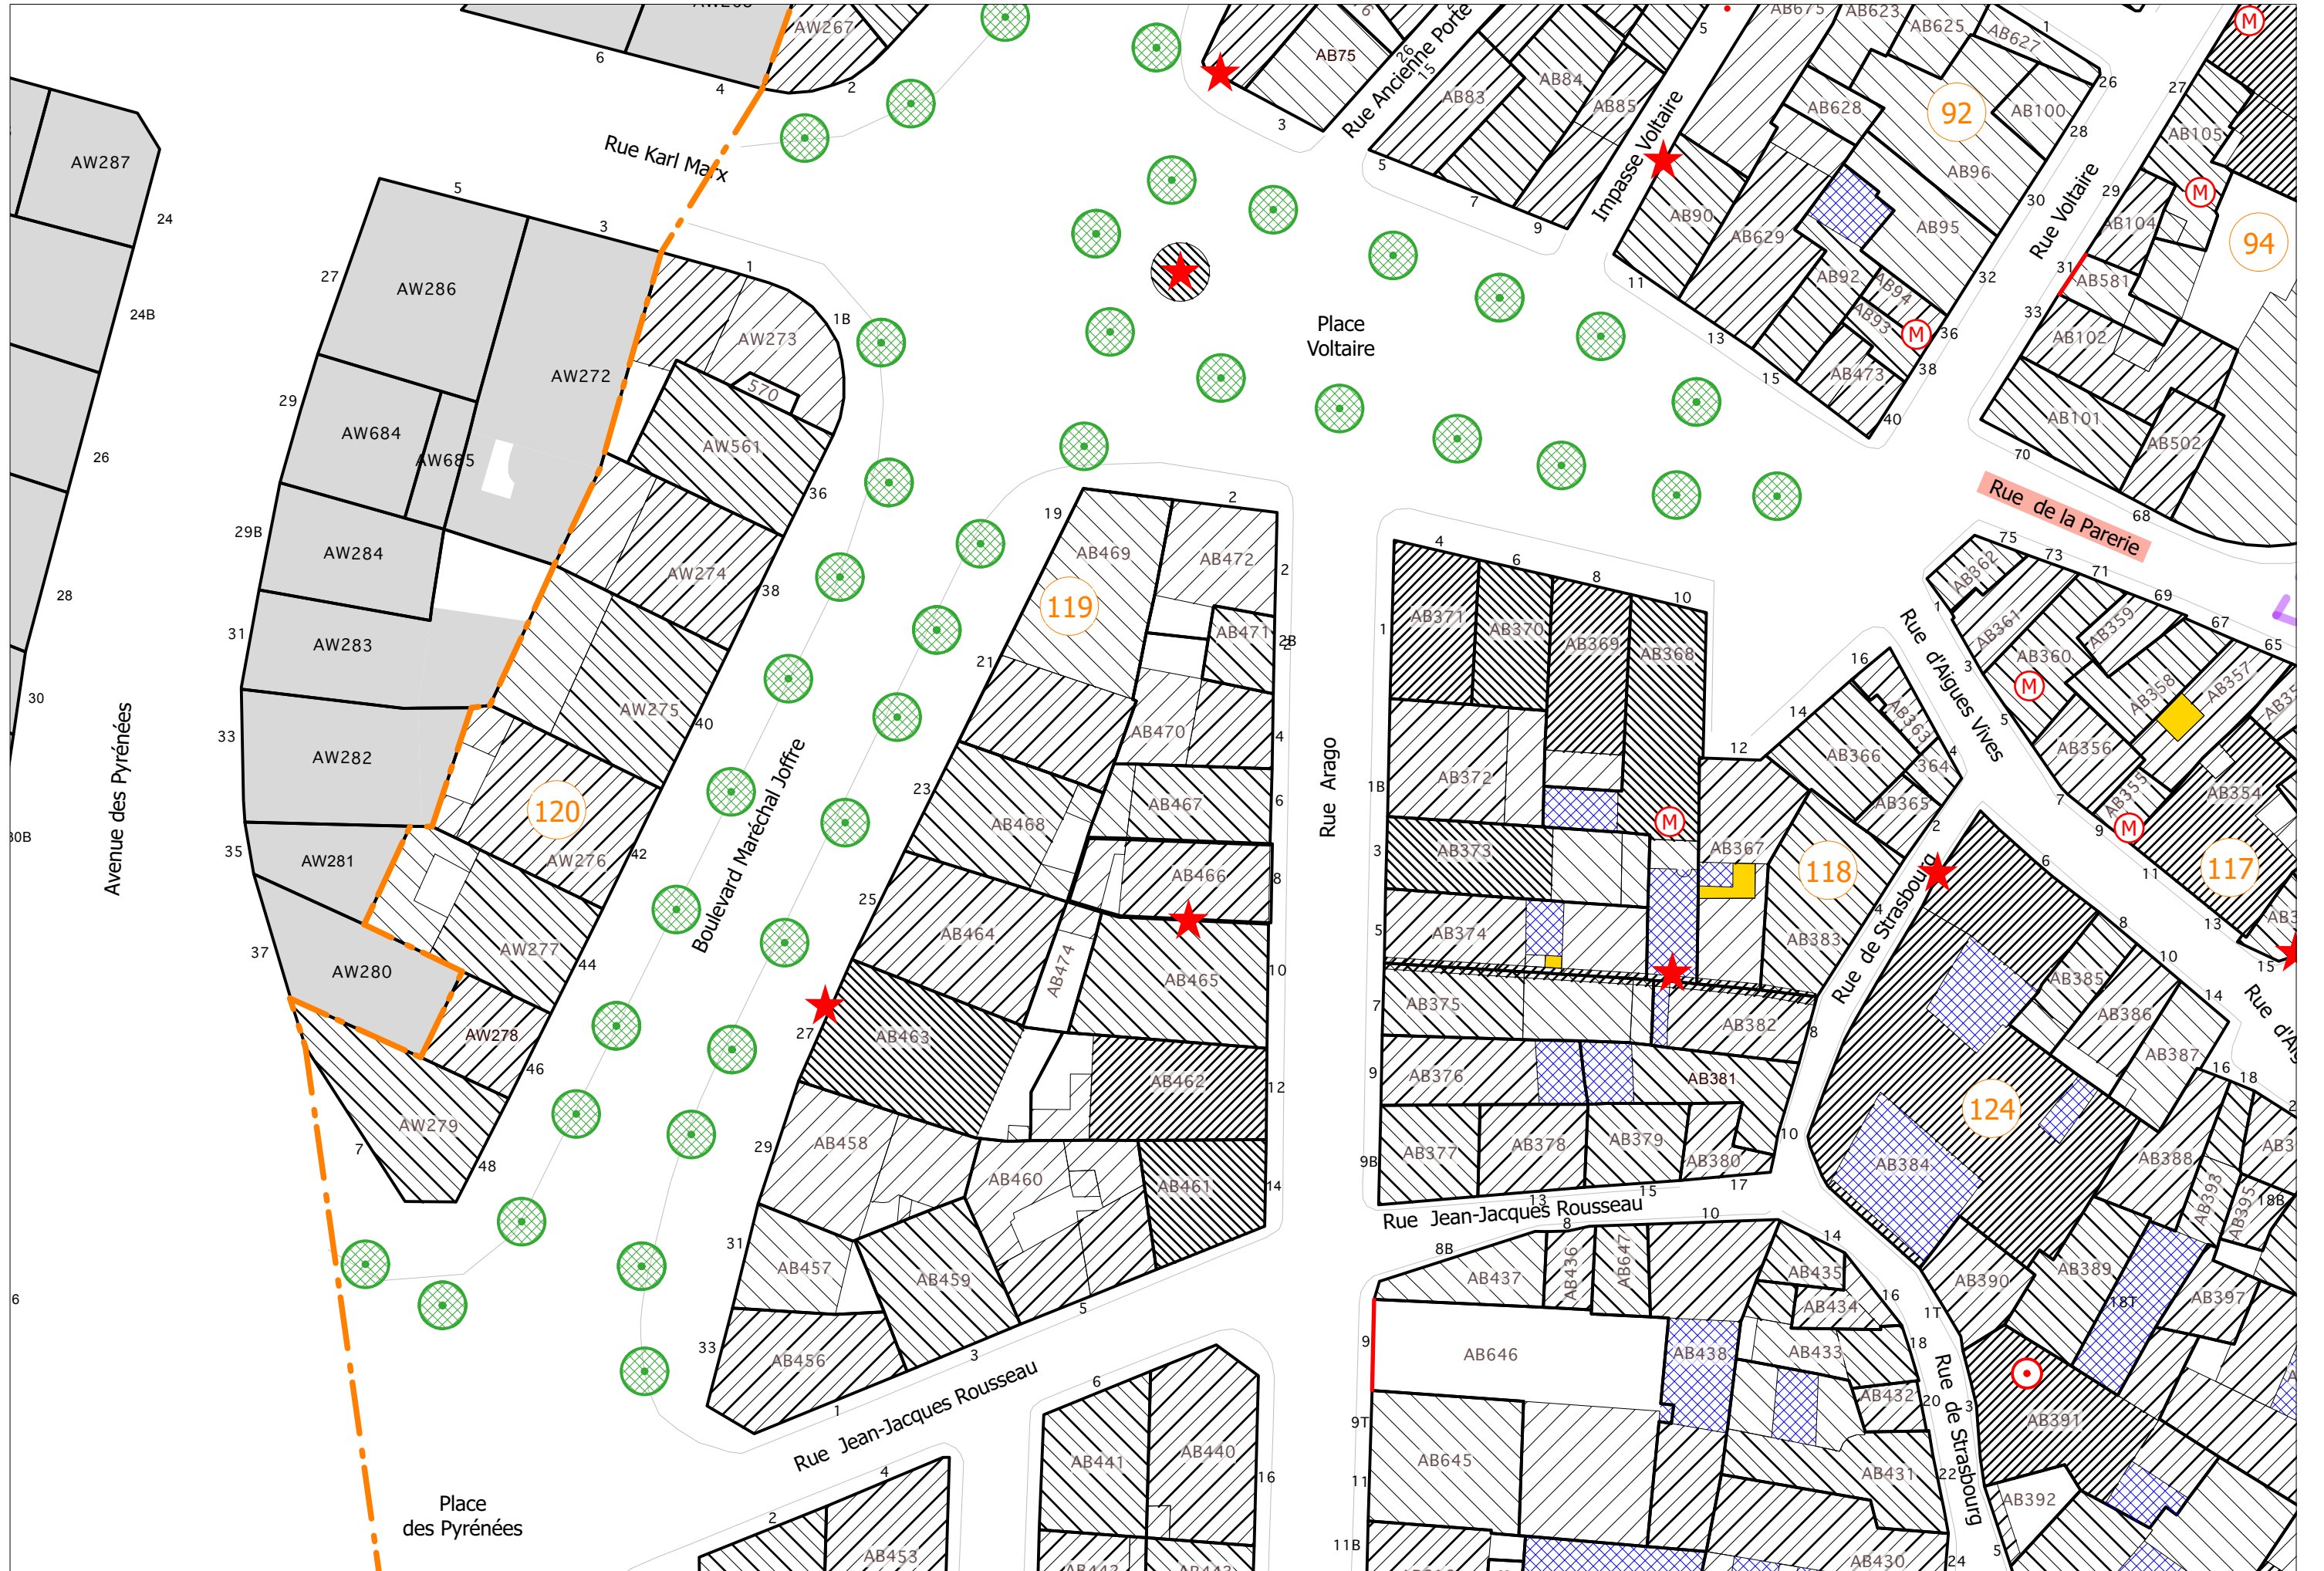 AW267
6
4
2
AW287
24
24B
26
28
30
30B
6
Rue Karl Marx
5
3
27
AW286
AW272
29
AW684
AW685
29B
AW284
31
AW283
33
AW282
35
AW281
37
AW280
1
1B
AW273
570
AW561
36
AW274
38
AW275
40
120
AW276
42
AW277
44
AW278
46
AW279
7
48
Avenue des Pyrénées
Boulevard Maréchal Joffre
Place
des Pyrénées
Place
Voltaire
AB75
3
26
15
Rue Ancienne Porte
AB83
AB84
AB85
5
7
9
5
Impasse Voltaire
AB675
AB623
AB625
AB627
1
26
92
AB628
AB100
28
AB96
30
AB90
AB629
AB95
32
AB92
AB94
AB93
M
36
38
AB473
40
11
13
15
Rue Voltaire
M
27
AB105
M
29
AB104
94
31
AB581
33
AB102
AB101
AB502
70
68
Rue de la Parerie
19
2
AB469
AB472
2
119
AB471
2B
21
AB470
4
23
AB467
6
AB468
AB466
8
25
AB464
AB474
AB465
10
27
AB463
AB462
12
29
AB458
AB460
AB461
14
31
AB457
AB459
5
33
AB456
3
1
Rue Jean-Jacques Rousseau
4
2
AB453
6
AB441
AB440
16
Rue Arago
4
6
8
10
1
AB371
AB370
AB369
AB368
1B
AB372
M
12
3
AB373
AB367
118
5
AB374
AB383
7
AB375
AB382
8
9
AB376
AB381
9B
AB377
AB378
AB379
AB380
10
13
15
17
Rue Jean-Jacques Rousseau
16
14
AB363
4
AB366
364
AB365
2
4
Rue de Strasbourg
75
73
71
69
67
65
AB362
1
AB361
AB359
3
AB360
M
AB358
AB357
5
AB356
7
AB355
AB354
9
M
11
117
13
15
Rue d'Aigues Vives
6
8
10
14
AB385
AB386
AB387
16
18
124
AB384
AB388
AB393
AB395
18B
AB389
18T
AB397
AB390
1T
AB391
3
AB392
5
8B
8
10
14
AB437
AB436
AB647
AB435
AB434
16
9
AB646
AB438
AB433
18
AB432
20
9T
AB645
11
AB431
22
11B
AB430
24
Rue de Strasbourg